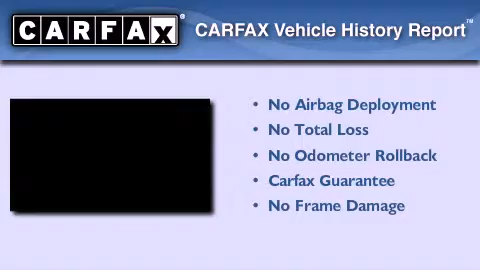 CARFAX® CARFAX Vehicle History Report™
• No Airbag Deployment
• No Total Loss
• No Odometer Rollback
• Carfax Guarantee
• No Frame Damage